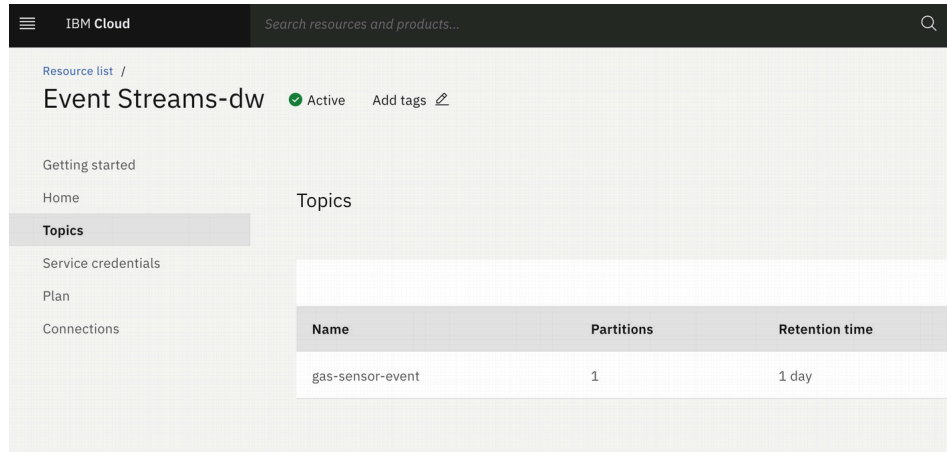 IBM Cloud
Search resources and products...
Resource list /
Event Streams-dw
Active
Add tags
Getting started
Home
Topics
Service credentials
Plan
Connections
Topics
Name Partitions Retention time
gas-sensor-event 1 1 day